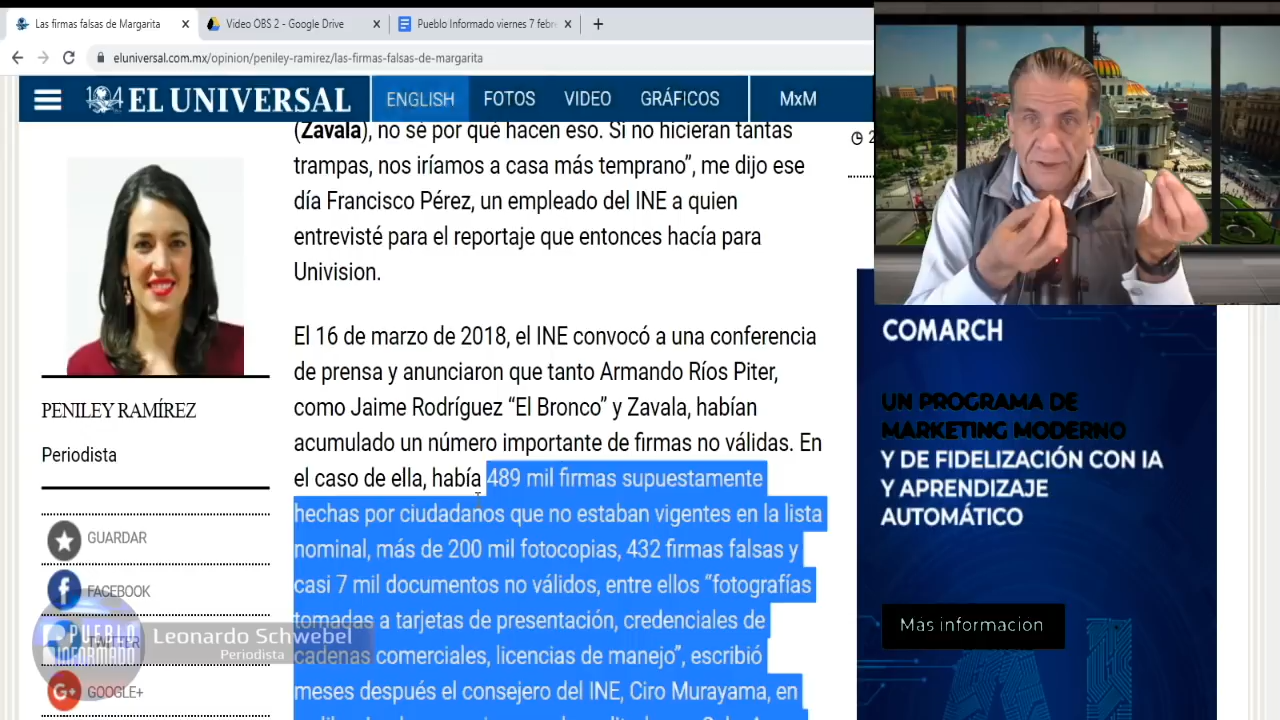 Las firmas falsas de Margarita
Video OBS 2 - Google Drive
Pueblo Informado viernes 7 febr
eluniversal.com.mx/opinion/peniley-ramirez/las-firmas-falsas-de-margarita
104 EL UNIVERSAL
ENGLISH
FOTOS
VIDEO
GRÁFICOS
MxM
(Zavala), no sé por qué hacen eso. Si no hicieran tantas
trampas, nos iríamos a casa más temprano”, me dijo ese
día Francisco Pérez, un empleado del INE a quien
entrevisté para el reportaje que entonces hacía para
Univision.
El 16 de marzo de 2018, el INE convocó a una conferencia
de prensa y anunciaron que tanto Armando Ríos Piter,
como Jaime Rodríguez “El Bronco” y Zavala, habían
acumulado un número importante de firmas no válidas. En
el caso de ella, había 489 mil firmas supuestamente
hechas por ciudadanos que no estaban vigentes en la lista
nominal, más de 200 mil fotocopias, 432 firmas falsas y
casi 7 mil documentos no válidos, entre ellos “fotografías
tomadas a tarjetas de presentación, credenciales de
cadenas comerciales, licencias de manejo”, escribió
meses después el consejero del INE, Ciro Murayama, en
PENILEY RAMÍREZ
Periodista
GUARDAR
FACEBOOK
TWITTER
GOOGLE+
PUEBLO
INFORMADO
Leonardo Schwebel
Periodista
2
COMARCH
UN PROGRAMA DE
MARKETING MODERNO
Y DE FIDELIZACIÓN CON IA
Y APRENDIZAJE
AUTOMÁTICO
Mas informacion